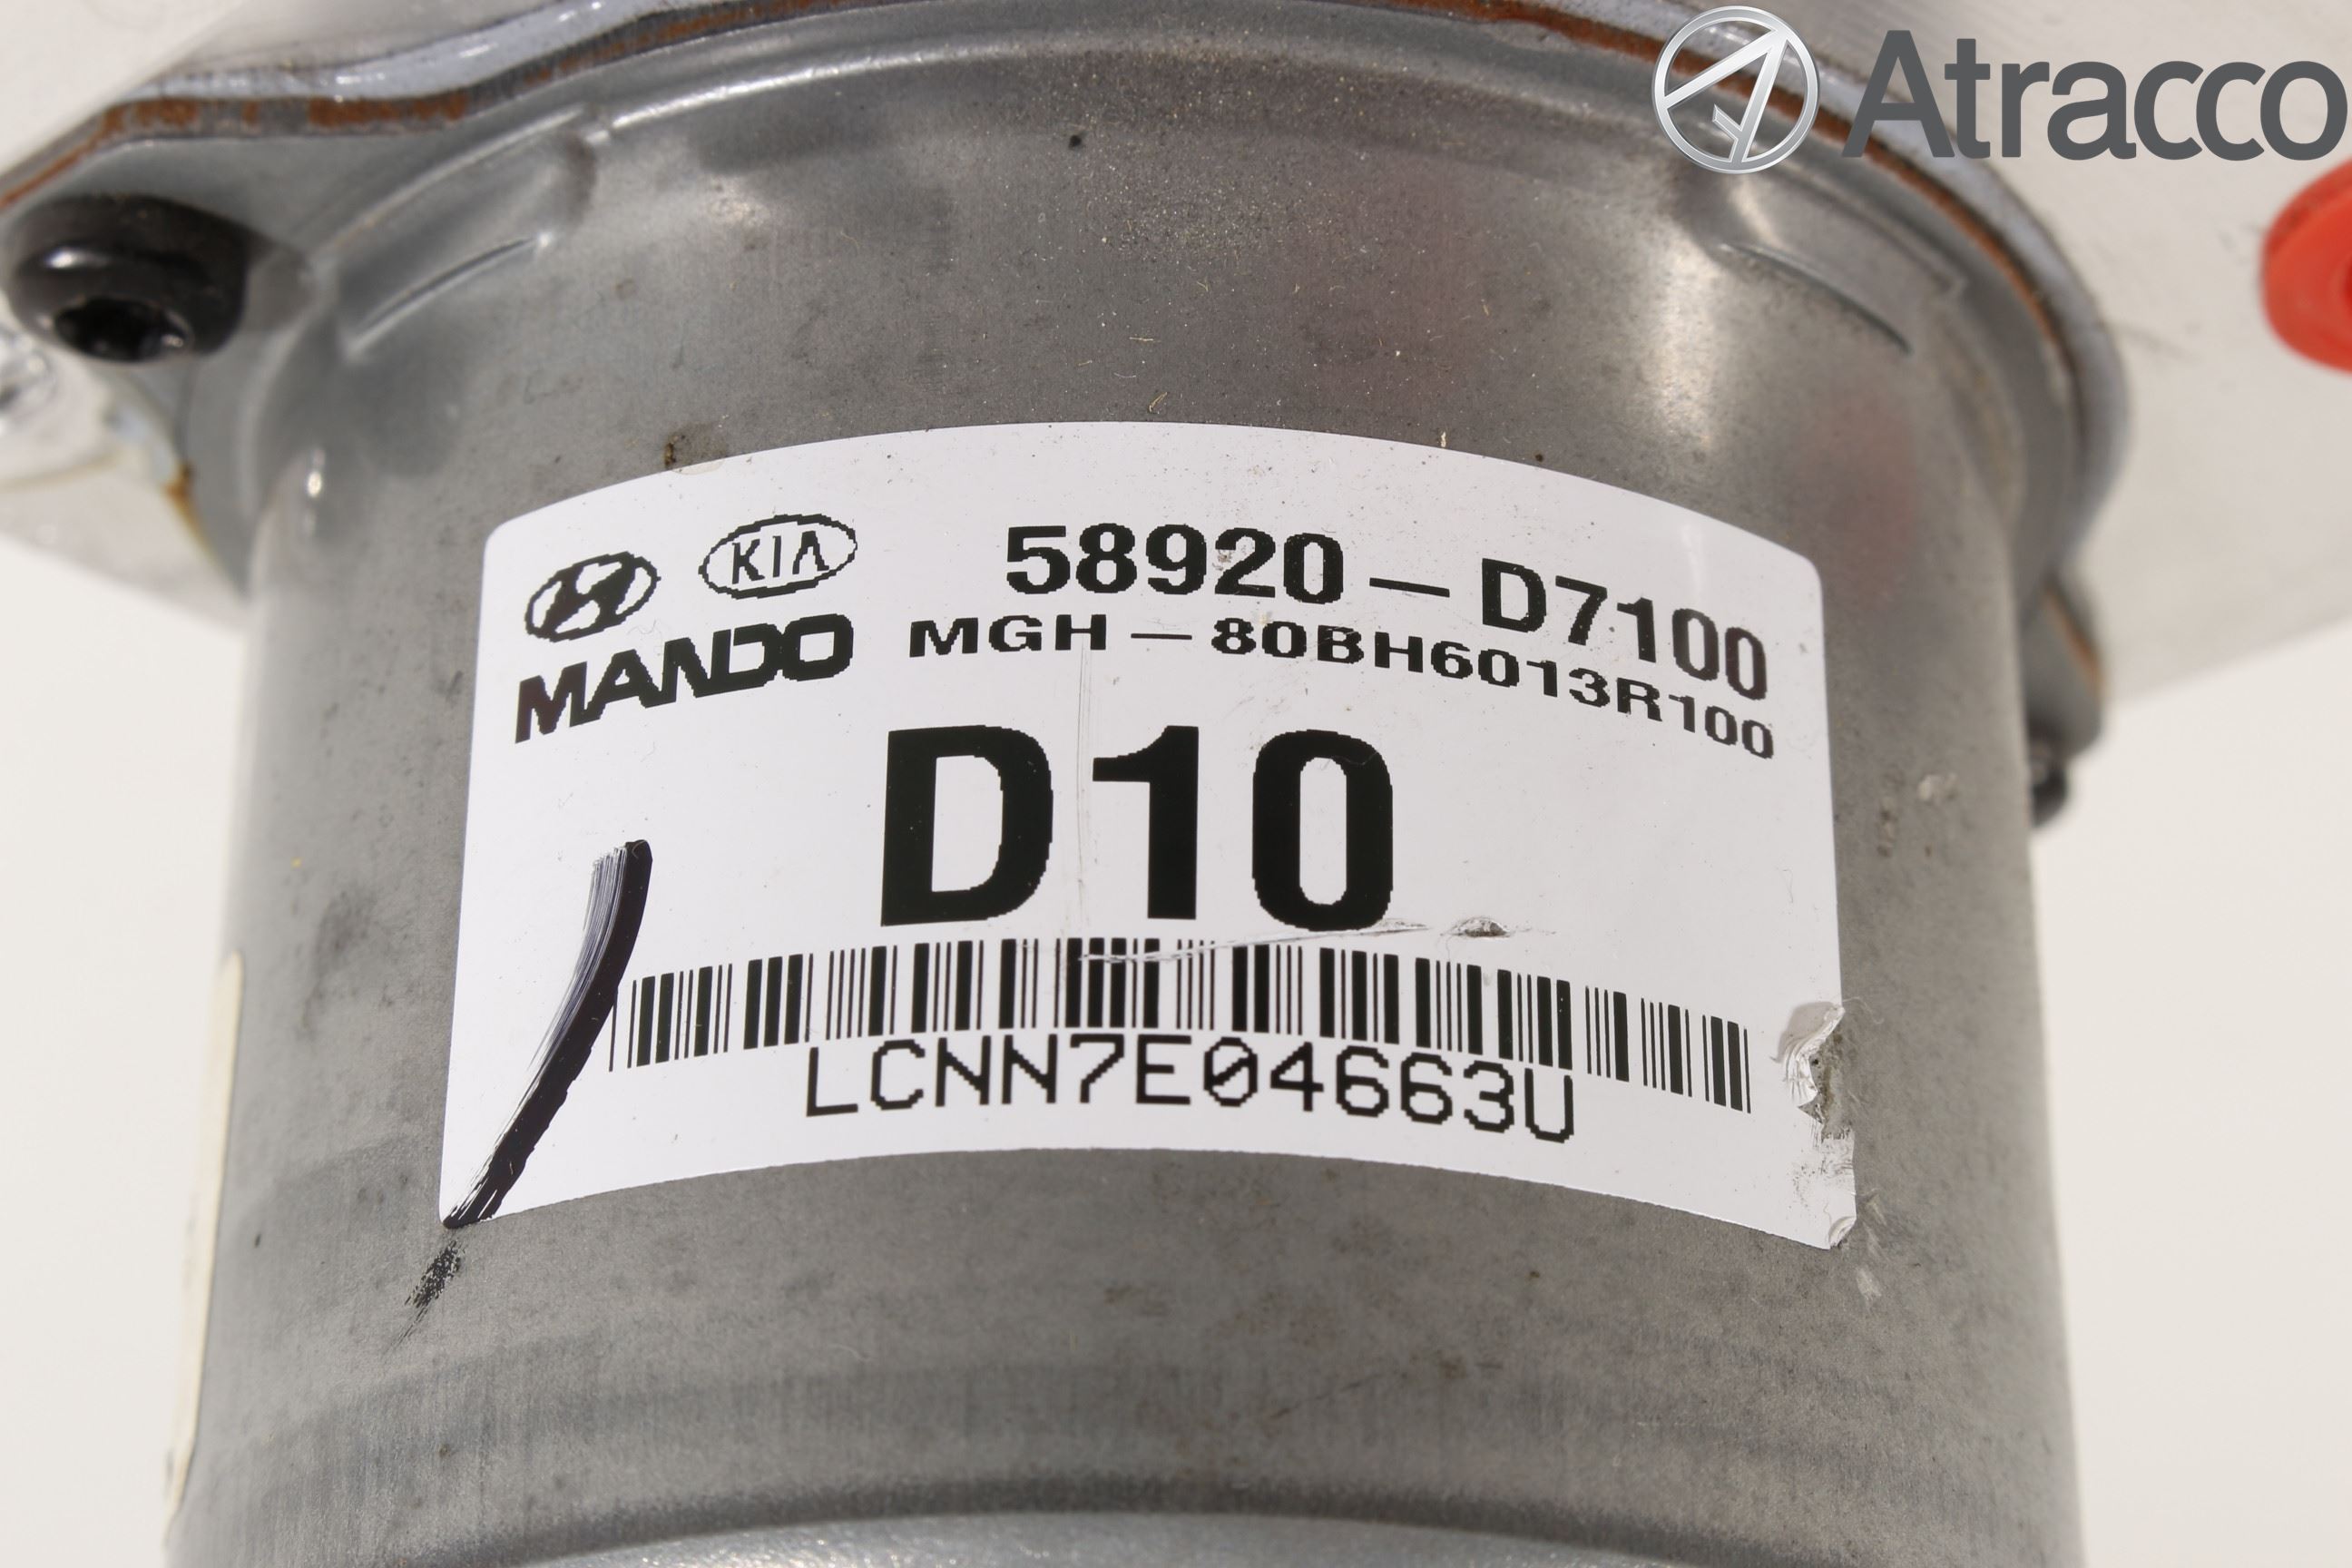 Atracco
KIA 58920-D7100
MANDO MGH-80BH6013R100
D10
LCNN7E04663U